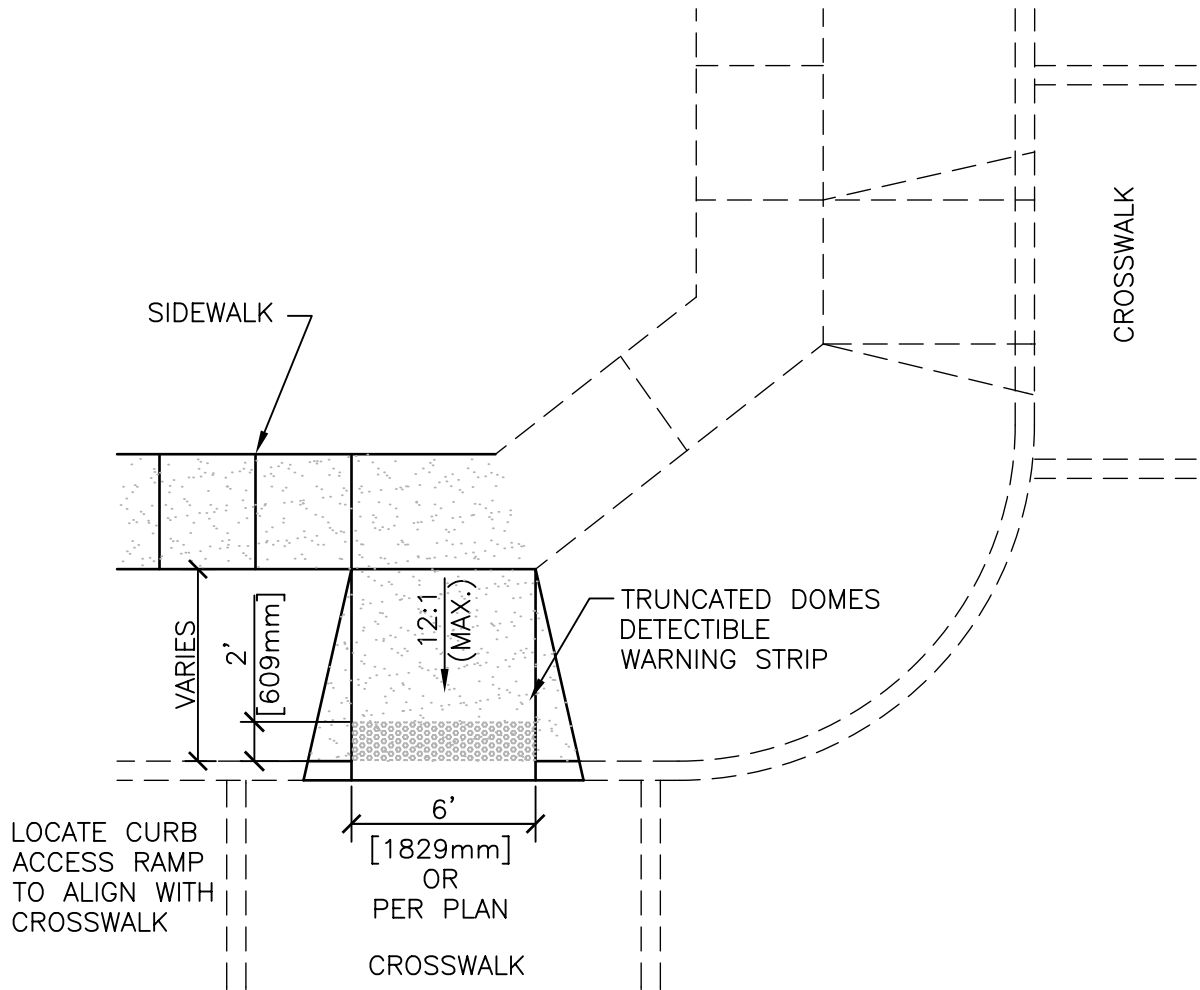 CROSSWALK
SIDEWALK
VARIES
2'
[609mm]
12:1
(MAX.)
TRUNCATED DOMES
DETECTIBLE
WARNING STRIP
6'
[1829mm]
OR
PER PLAN
CROSSWALK
LOCATE CURB
ACCESS RAMP
TO ALIGN WITH
CROSSWALK